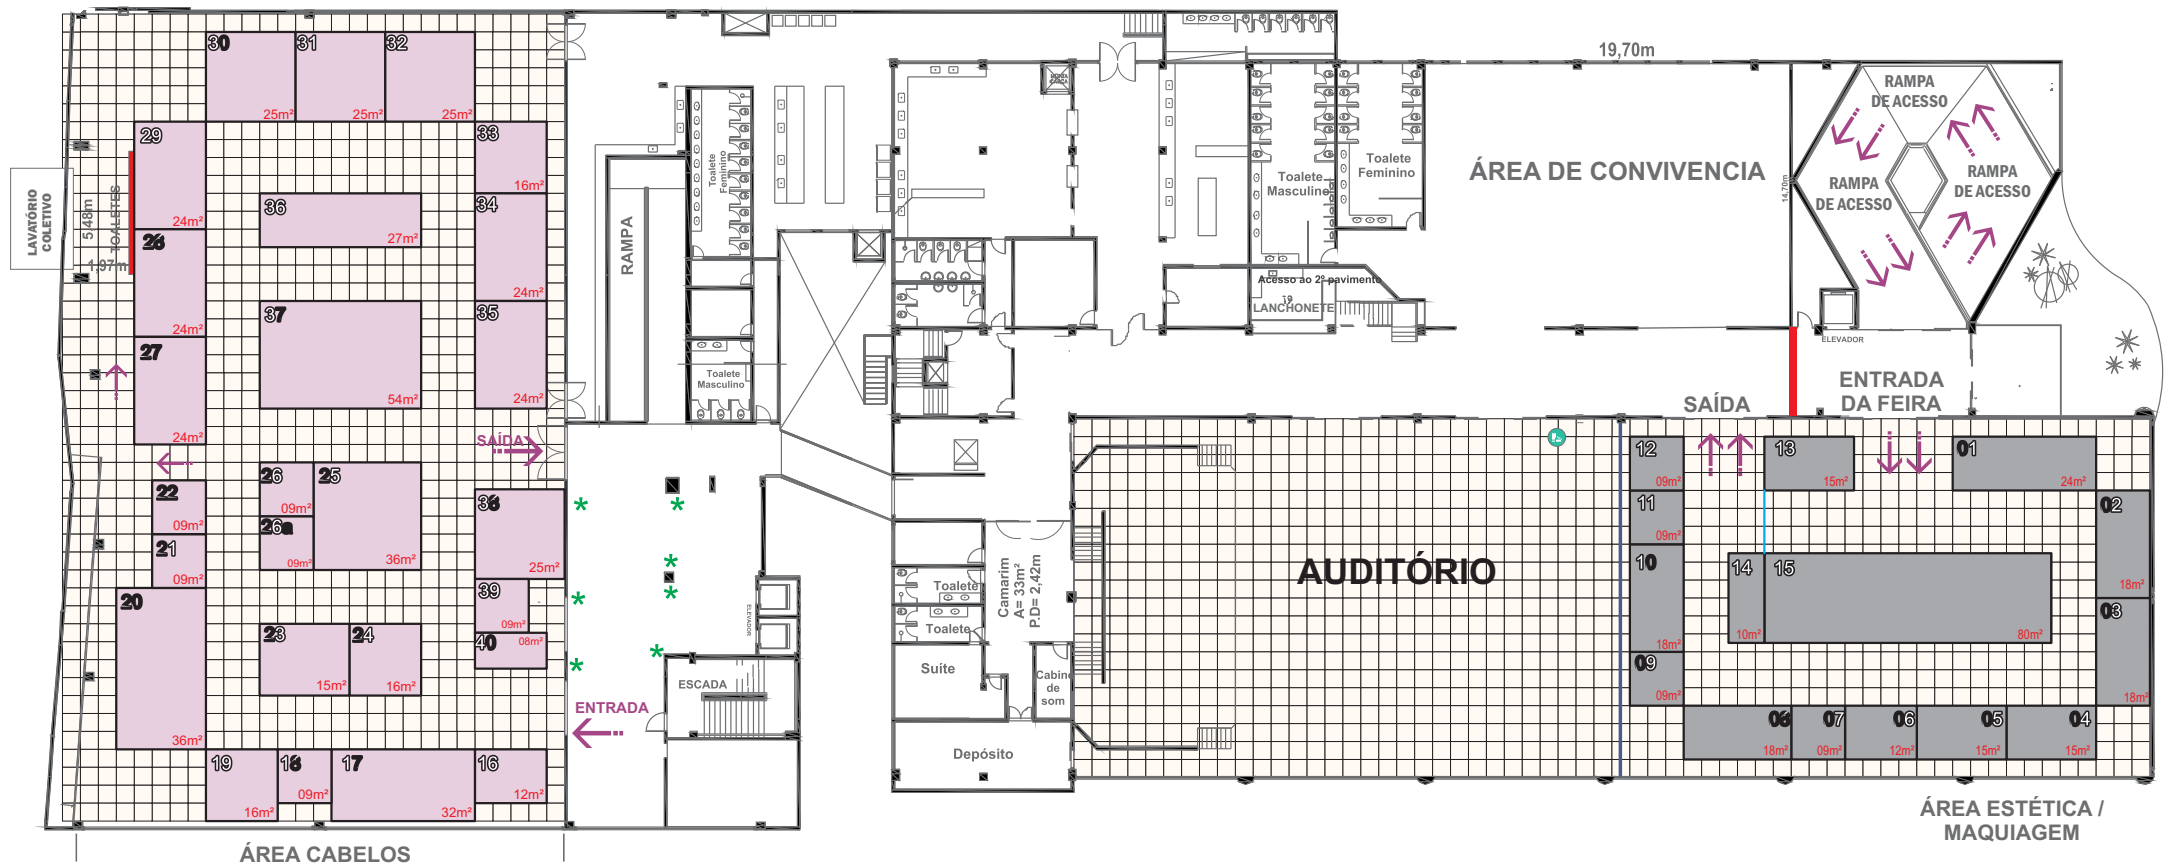 30
25m²
31
25m²
32
25m²
29
24m²
33
16m²
34
24m²
36
27m²
28
24m²
37
54m²
35
24m²
27
24m²
LAVATÓRIO
COLETIVO
5,48m
TOALETES
1,97m
SAÍDA
26
09m²
25
36m²
22
09m²
26a
09m²
21
09m²
38
25m²
20
36m²
39
09m²
23
15m²
24
16m²
40
08m²
19
16m²
18
09m²
17
32m²
16
12m²
ENTRADA
ÁREA CABELOS
RAMPA
Toalete
Feminino
Toalete
Masculino
ELEVADOR
ESCADA
Toalete
Toalete
Suíte
Camarim
A= 33m²
P.D= 2,42m
Cabine
de
som
Depósito
Toalete
Masculino
Toalete
Feminino
Acesso ao 2º pavimento
LANCHONETE
19,70m
ÁREA DE CONVIVENCIA
14,70m
RAMPA
DE ACESSO
RAMPA
DE ACESSO
RAMPA
DE ACESSO
ELEVADOR
SAÍDA
ENTRADA
DA FEIRA
AUDITÓRIO
12
09m²
13
15m²
01
24m²
11
09m²
02
18m²
10
18m²
14
10m²
15
80m²
03
18m²
09
09m²
08
18m²
07
09m²
06
12m²
05
15m²
04
15m²
ÁREA ESTÉTICA /
MAQUIAGEM